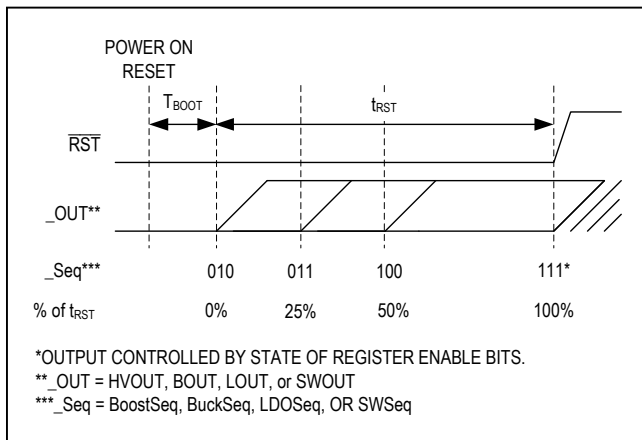 POWER ON
RESET
TBOOT
tRST
RST
_OUT**
_Seq*** 010 011 100 111*
% of tRST 0% 25% 50% 100%
*OUTPUT CONTROLLED BY STATE OF REGISTER ENABLE BITS.
**_OUT = HVOUT, BOUT, LOUT, or SWOUT
***_Seq = BoostSeq, BuckSeq, LDOSeq, OR SWSeq